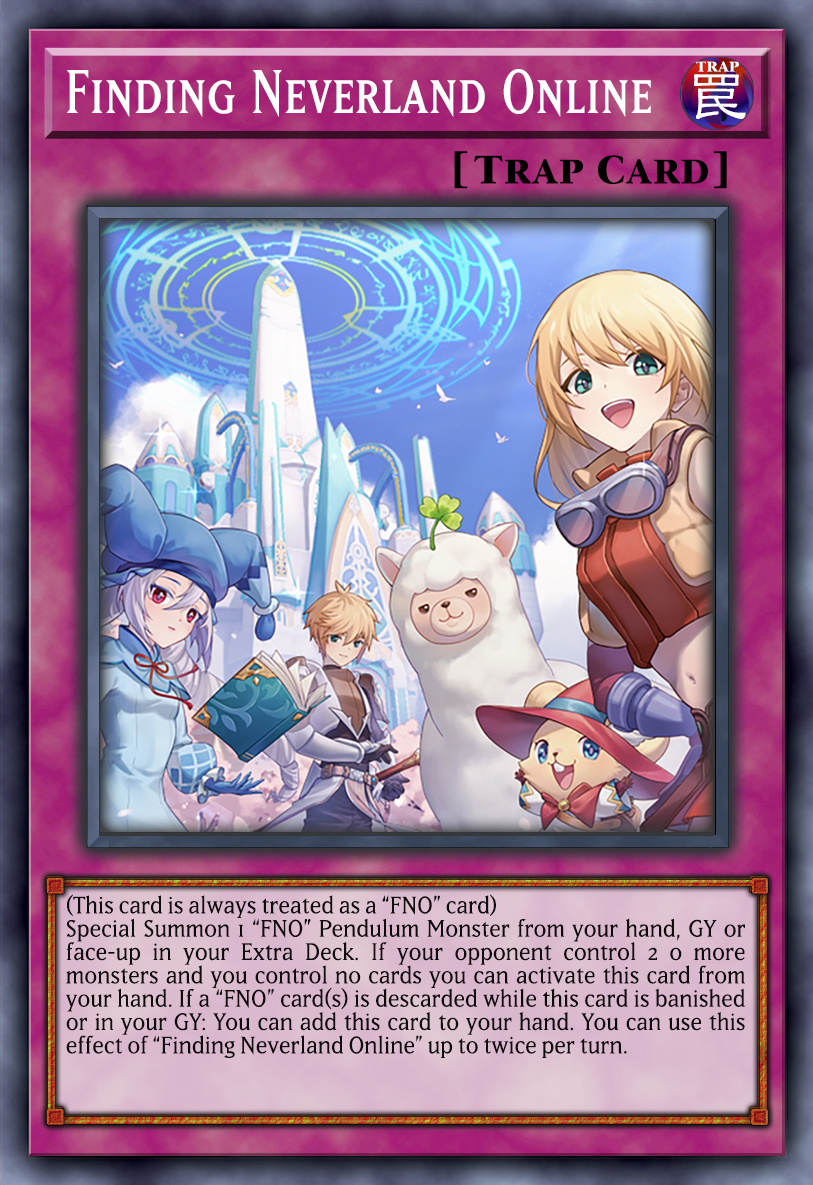 Finding Neverland Online
TRAP
罠
[Trap Card]
(This card is always treated as a “FNO” card)
Special Summon 1 “FNO” Pendulum Monster from your hand, GY or
face-up in your Extra Deck. If your opponent control 2 o more
monsters and you control no cards you can activate this card from
your hand. If a “FNO” card(s) is descarded while this card is banished
or in your GY: You can add this card to your hand. You can use this
effect of “Finding Neverland Online” up to twice per turn.